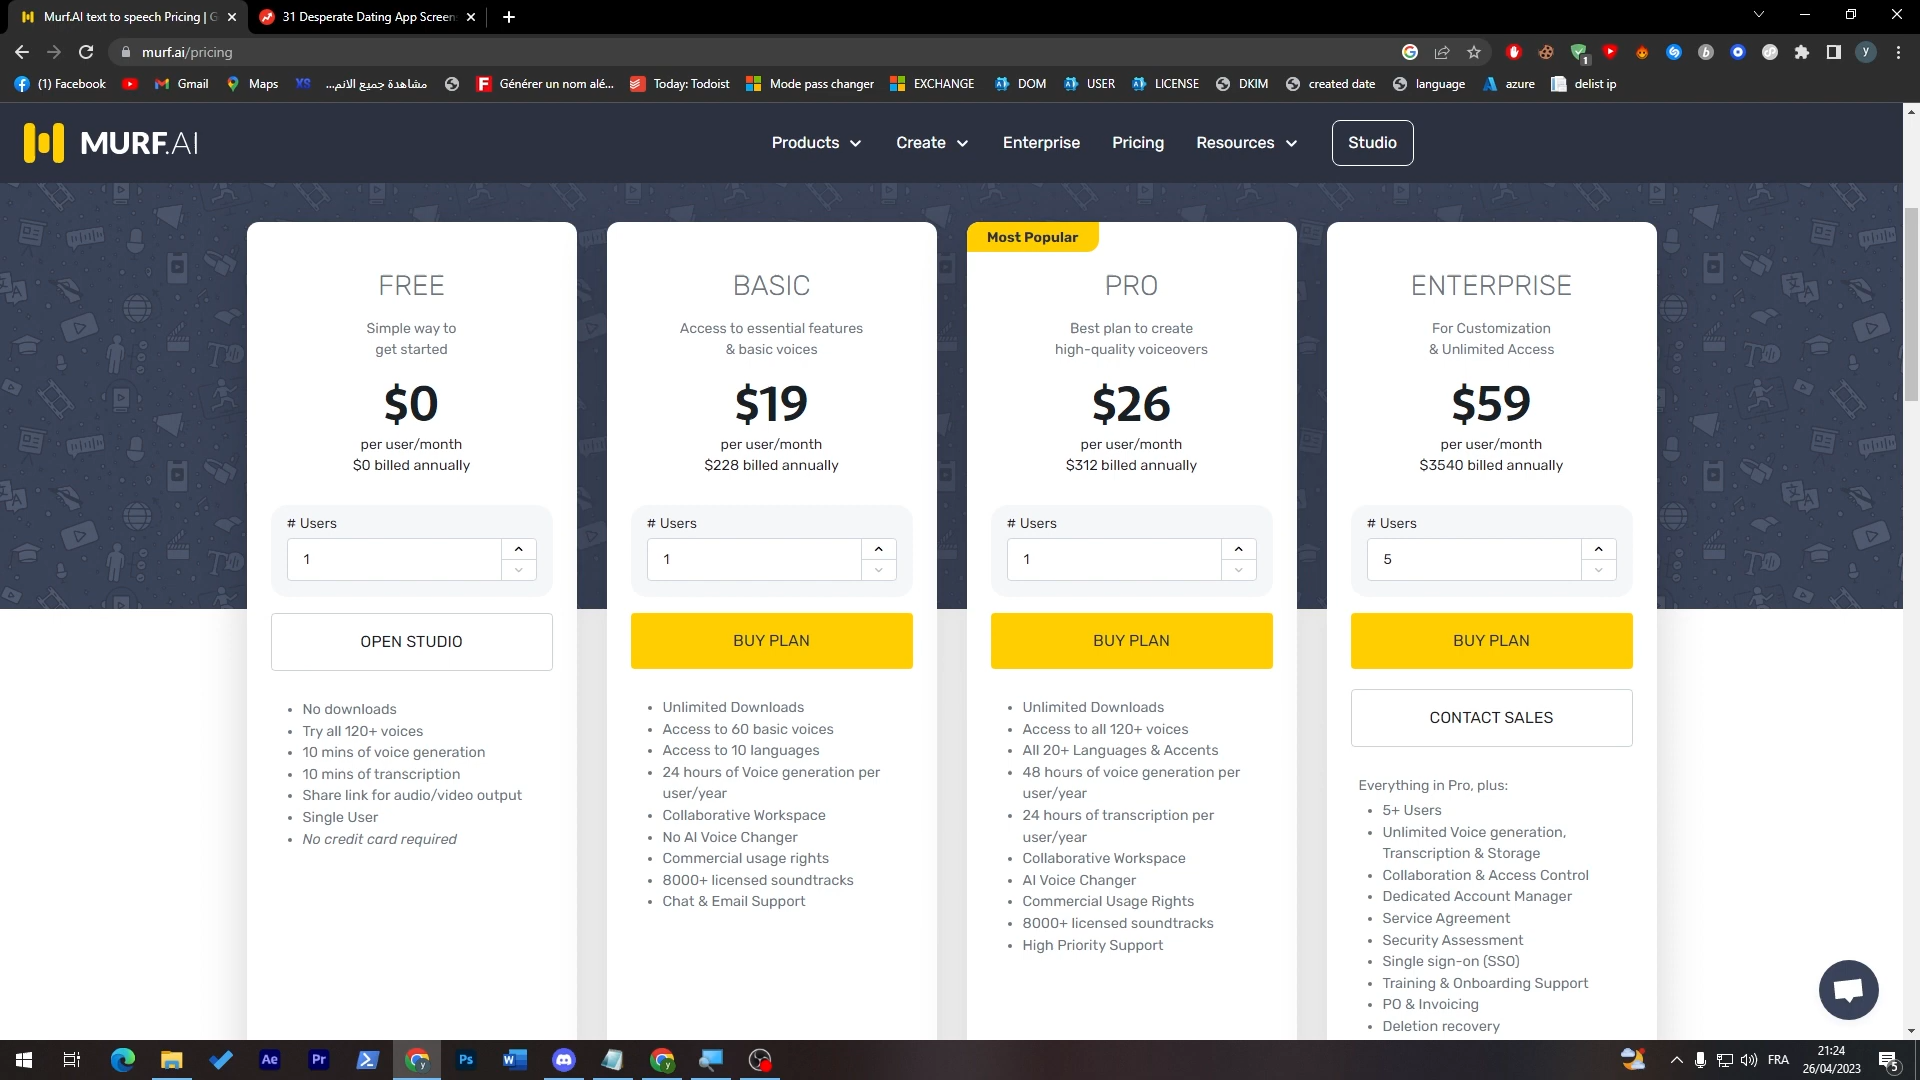 Murf.AI text to speech Pricing | G
31 Desperate Dating App Screen
murf.ai/pricing
(1) Facebook
Gmail
Maps
XS
مشاهدة جميع الانم...
Générer un nom alé...
Today: Todoist
Mode pass changer
EXCHANGE
DOM
USER
LICENSE
DKIM
created date
language
azure
delist ip
MURF.AI
Products
Create
Enterprise
Pricing
Resources
Studio
FREE
Simple way to
get started
$0
per user/month
$0 billed annually
# Users
1
OPEN STUDIO
• No downloads
• Try all 120+ voices
• 10 mins of voice generation
• 10 mins of transcription
• Share link for audio/video output
• Single User
• No credit card required
BASIC
Access to essential features
& basic voices
$19
per user/month
$228 billed annually
# Users
1
BUY PLAN
• Unlimited Downloads
• Access to 60 basic voices
• Access to 10 languages
• 24 hours of Voice generation per
user/year
• Collaborative Workspace
• No AI Voice Changer
• Commercial usage rights
• 8000+ licensed soundtracks
• Chat & Email Support
Most Popular
PRO
Best plan to create
high-quality voiceovers
$26
per user/month
$312 billed annually
# Users
1
BUY PLAN
• Unlimited Downloads
• Access to all 120+ voices
• All 20+ Languages & Accents
• 48 hours of voice generation per
user/year
• 24 hours of transcription per
user/year
• Collaborative Workspace
• AI Voice Changer
• Commercial Usage Rights
• 8000+ licensed soundtracks
• High Priority Support
ENTERPRISE
For Customization
& Unlimited Access
$59
per user/month
$3540 billed annually
# Users
5
BUY PLAN
CONTACT SALES
Everything in Pro, plus:
• 5+ Users
• Unlimited Voice generation,
Transcription & Storage
• Collaboration & Access Control
• Dedicated Account Manager
• Service Agreement
• Security Assessment
• Single sign-on (SSO)
• Training & Onboarding Support
• PO & Invoicing
• Deletion recovery
Ae
Pr
Ps
FRA
21:24
26/04/2023
5